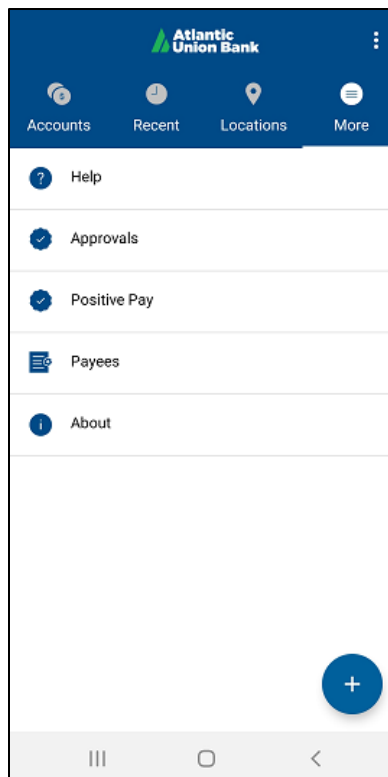 Atlantic
Union Bank
Accounts Recent Locations More
Help
Approvals
Positive Pay
Payees
About